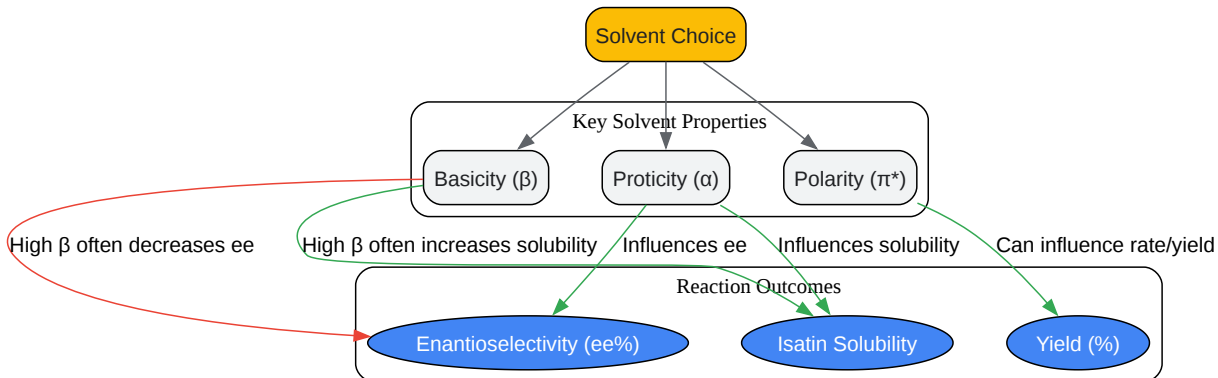 Solvent Choice
Key Solvent Properties
Basicity (β)
Proticity (α)
Polarity (π*)
High β often decreases ee
High β often increases solubility
Influences ee
Influences solubility
Can influence rate/yield
Reaction Outcomes
Enantioselectivity (ee%)
Isatin Solubility
Yield (%)